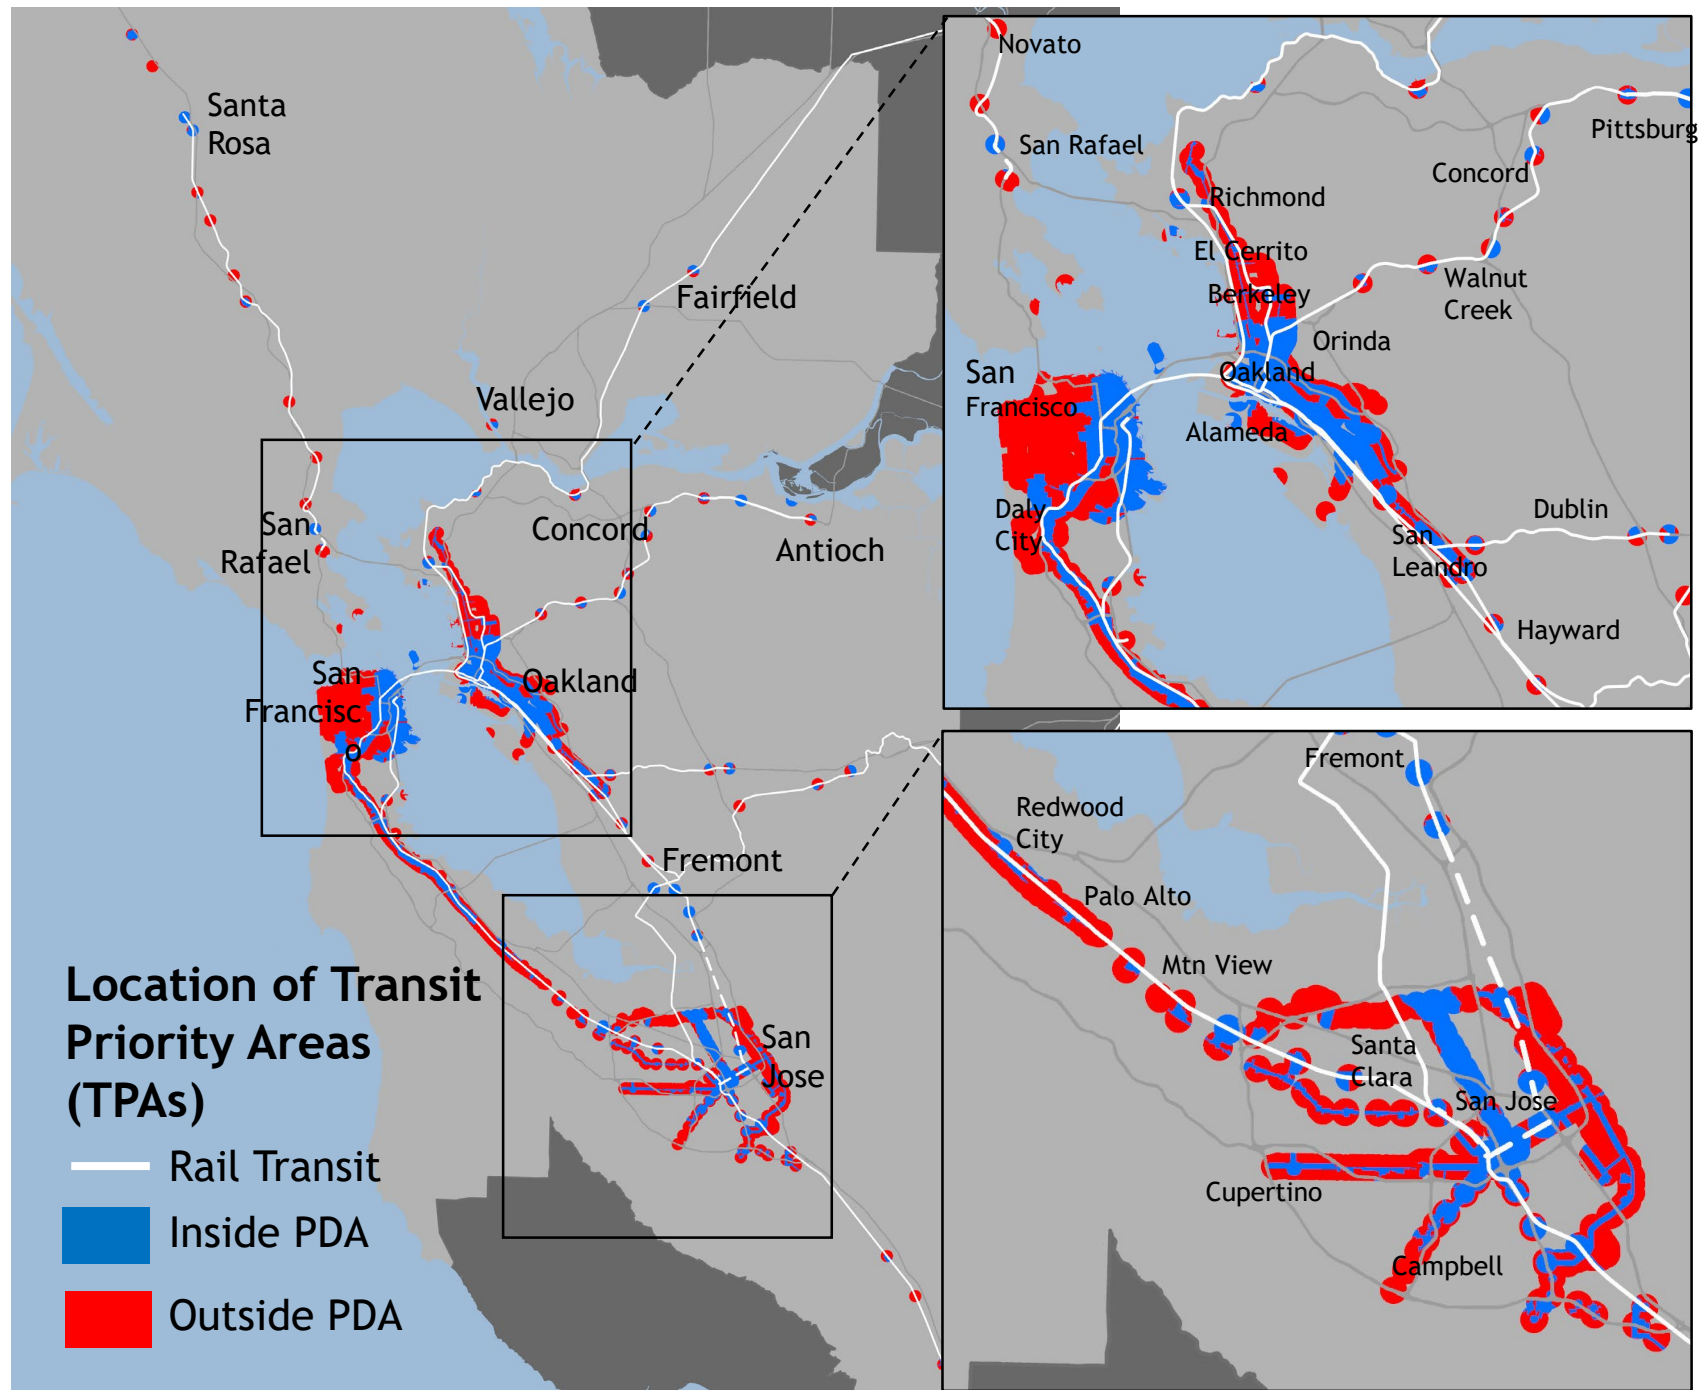 Santa
Rosa
Fairfield
Vallejo
San
Rafael
Concord
Antioch
San
Francisc
o
Oakland
Fremont
San
Jose
Location of Transit
Priority Areas
(TPAs)
Rail Transit
Inside PDA
Outside PDA
Novato
San Rafael
Pittsburg
Concord
Richmond
El Cerrito
Berkeley
Walnut
Creek
Orinda
Oakland
San
Francisco
Alameda
Daly
City
Dublin
San
Leandro
Hayward
Fremont
Redwood
City
Palo Alto
Mtn View
Santa
Clara
San Jose
Cupertino
Campbell